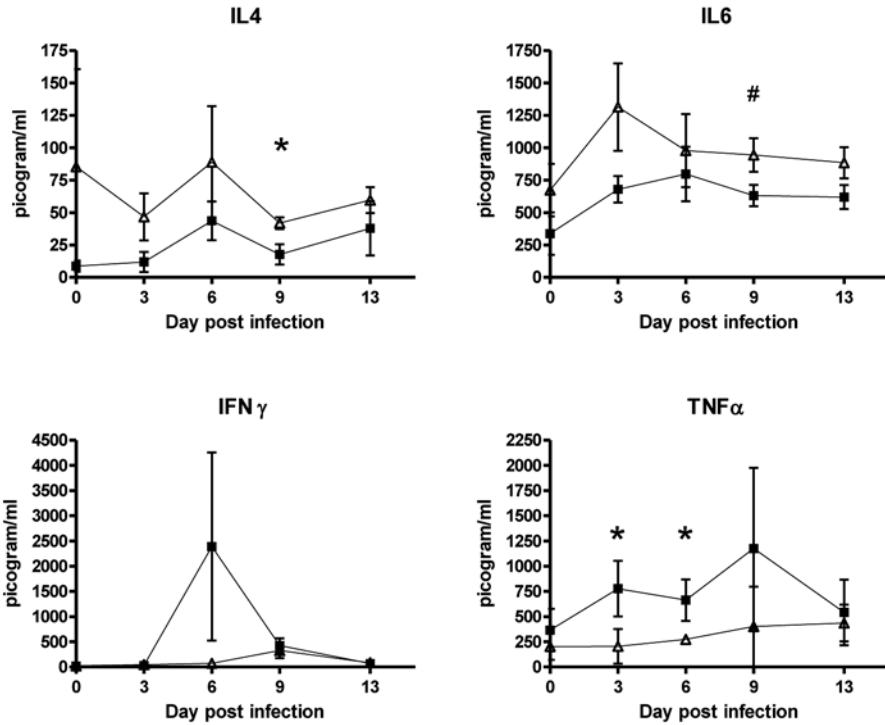 IL4
175
150
125
100
75
50
25
0
picogram/ml
*
0 3 6 9 13
Day post infection
IL6
1750
1500
1250
1000
750
500
250
0
picogram/ml
#
0 3 6 9 13
Day post infection
IFN γ
4500
4000
3500
3000
2500
2000
1500
1000
500
0
picogram/ml
0 3 6 9 13
Day post infection
TNFα
2250
2000
1750
1500
1250
1000
750
500
250
0
picogram/ml
* *
0 3 6 9 13
Day post infection